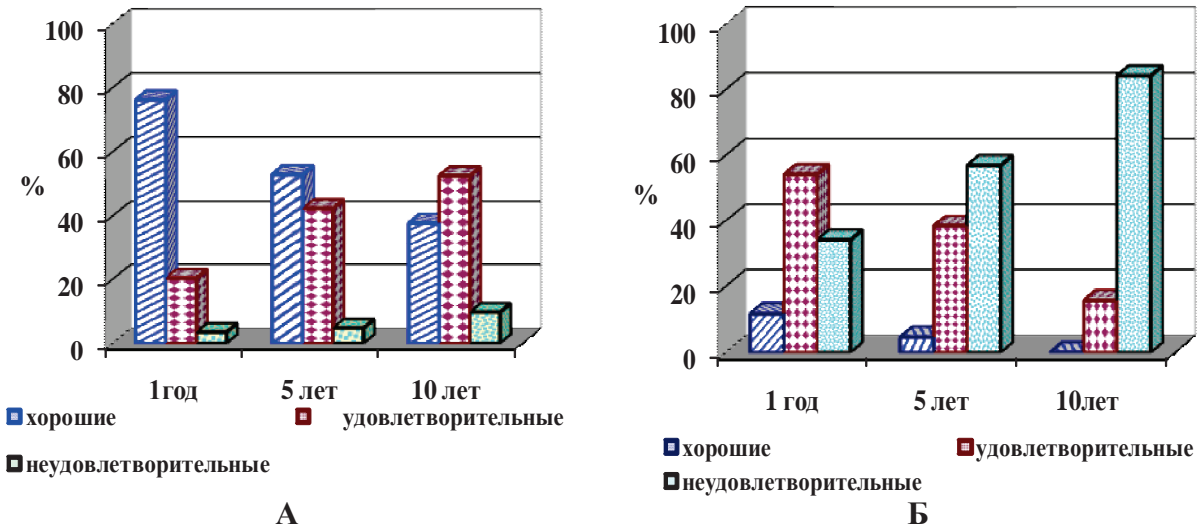 100
80
60
40
20
0
%
1год 5 лет 10 лет
хорошие удовлетворительные
неудовлетворительные
А
100
80
60
40
20
0
%
1 год 5 лет 10лет
хорошие удовлетворительные
неудовлетворительные
Б